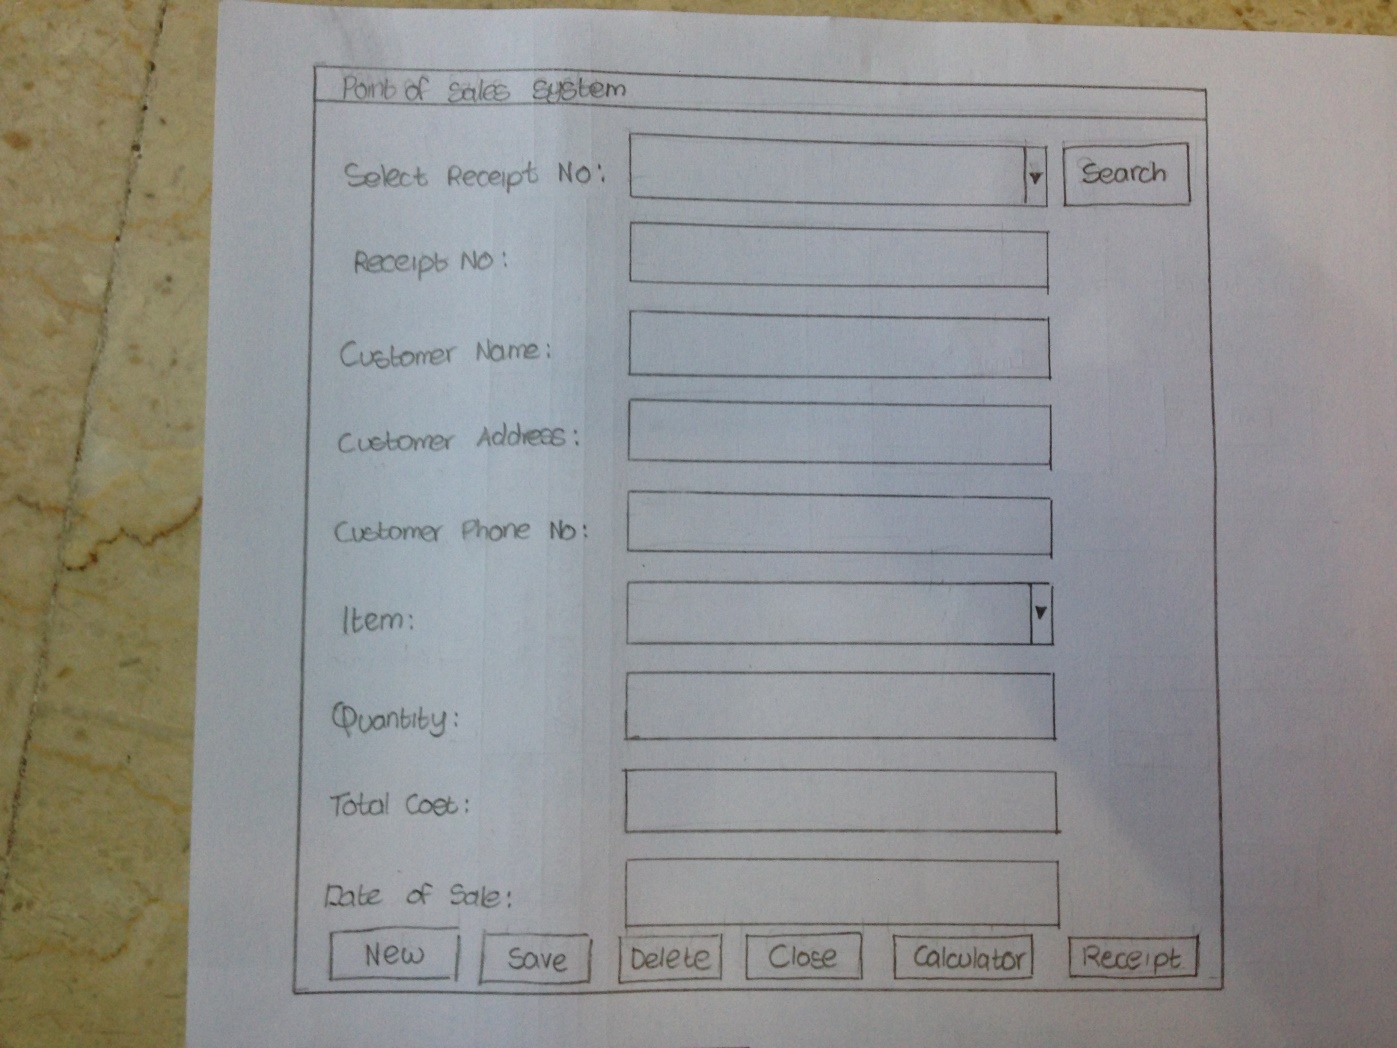 Point of Sales System
Select Receipt No:
Search
Receipt No:
Customer Name:
Customer Address:
Customer Phone No:
Item:
Quantity:
Total Cost:
Date of Sale:
New Save Delete Close Calculator Receipt